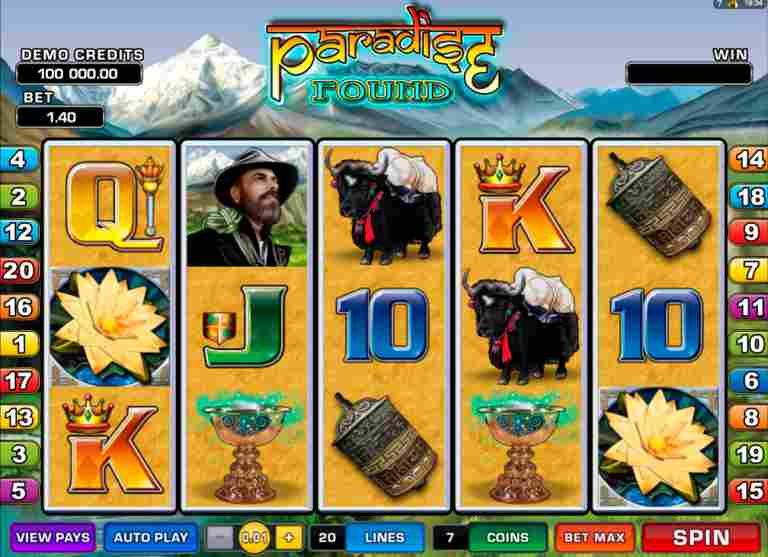 Paradise
FOUND
DEMO CREDITS
100 000.00
BET
1.40
WIN
4
2
12
20
16
1
17
13
3
5
Q
K
J
10
K
10
14
18
9
7
11
10
6
8
19
15
VIEW PAYS
AUTO PLAY
−
0.01
+
20
LINES
7
COINS
BET MAX
SPIN